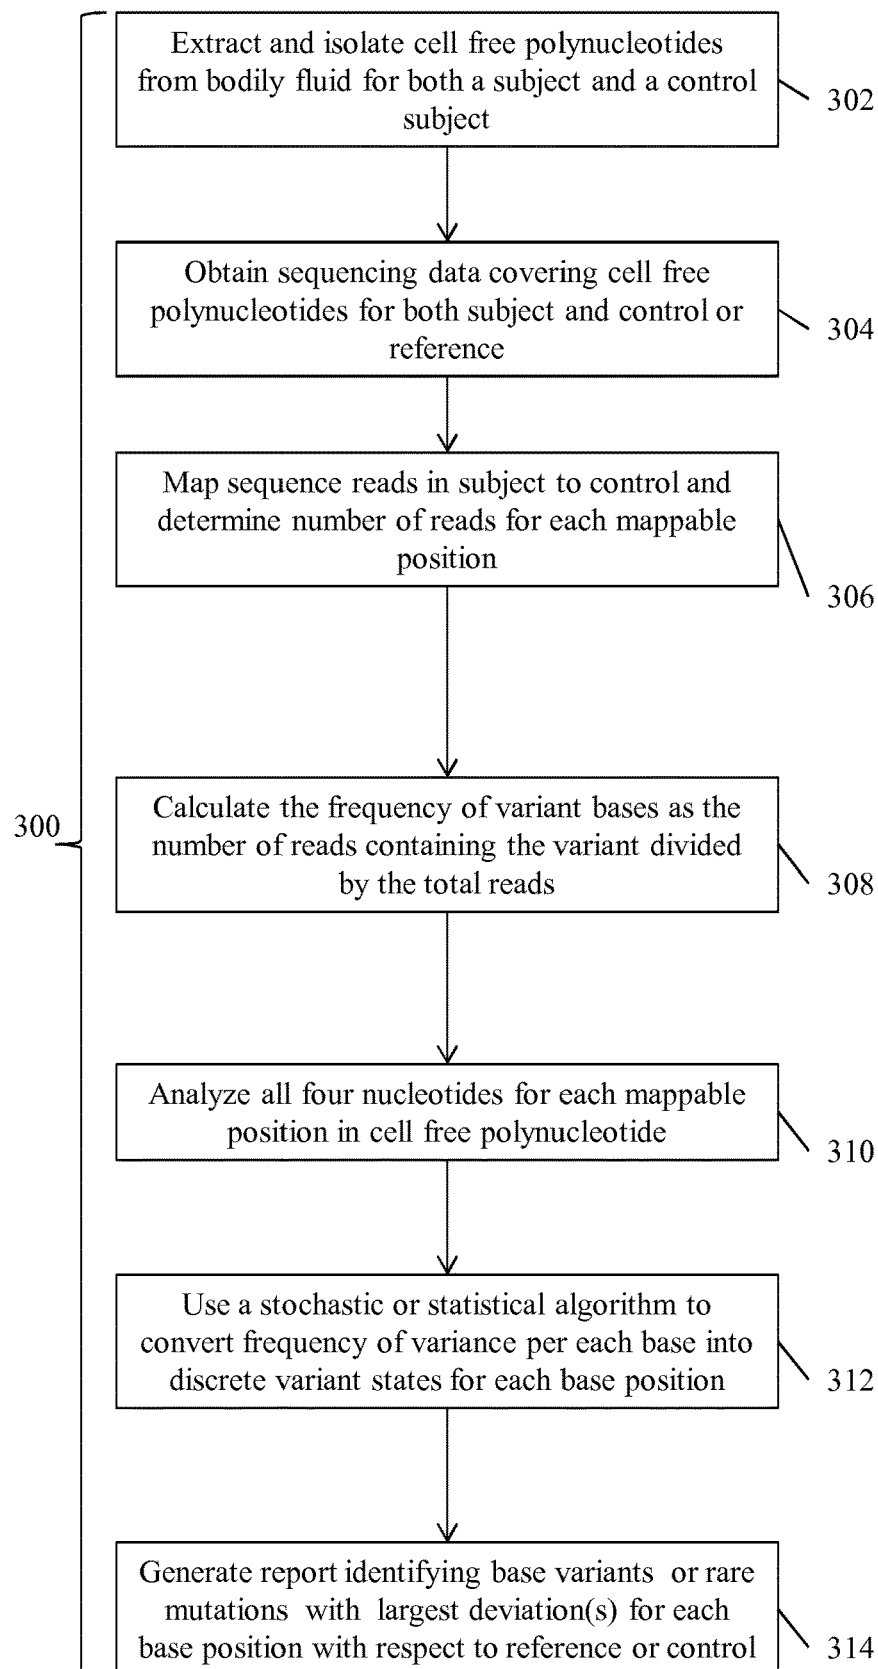 Extract and isolate cell free polynucleotides
from bodily fluid for both a subject and a control
subject
302
Obtain sequencing data covering cell free
polynucleotides for both subject and control or
reference
304
Map sequence reads in subject to control and
determine number of reads for each mappable
position
306
300
Calculate the frequency of variant bases as the
number of reads containing the variant divided
by the total reads
308
Analyze all four nucleotides for each mappable
position in cell free polynucleotide
310
Use a stochastic or statistical algorithm to
convert frequency of variance per each base into
discrete variant states for each base position
312
Generate report identifying base variants or rare
mutations with largest deviation(s) for each
base position with respect to reference or control
314